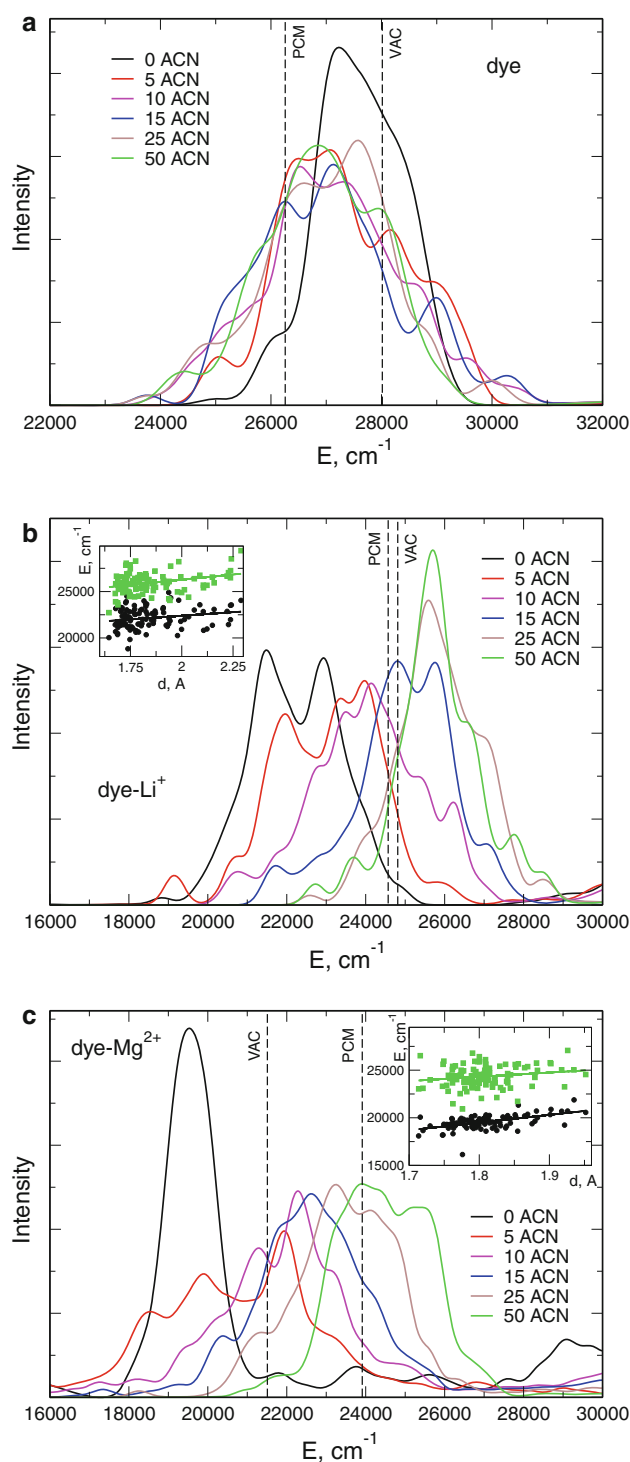 a
PCM
VAC
dye
0 ACN
5 ACN
10 ACN
15 ACN
25 ACN
50 ACN
Intensity
22000 24000 26000 28000 30000 32000
E, cm⁻¹
b
E, cm⁻¹
25000
20000
1.75 2 2.25
d, A
PCM
VAC
0 ACN
5 ACN
10 ACN
15 ACN
25 ACN
50 ACN
Intensity
dye-Li⁺
16000 18000 20000 22000 24000 26000 28000 30000
E, cm⁻¹
c
dye-Mg²⁺
VAC
PCM
E, cm⁻¹
25000
20000
15000
1.7 1.8 1.9 d, A
0 ACN
5 ACN
10 ACN
15 ACN
25 ACN
50 ACN
Intensity
16000 18000 20000 22000 24000 26000 28000 30000
E, cm⁻¹